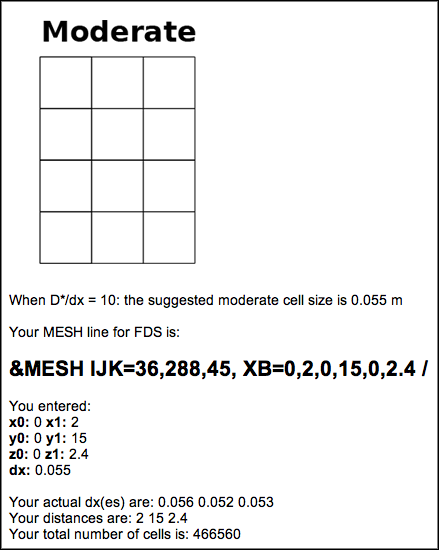 Moderate
When D*/dx = 10: the suggested moderate cell size is 0.055 m
Your MESH line for FDS is:
&MESH IJK=36,288,45, XB=0,2,0,15,0,2.4 /
You entered:
x0: 0 x1: 2
y0: 0 y1: 15
z0: 0 z1: 2.4
dx: 0.055
Your actual dx(es) are: 0.056 0.052 0.053
Your distances are: 2 15 2.4
Your total number of cells is: 466560